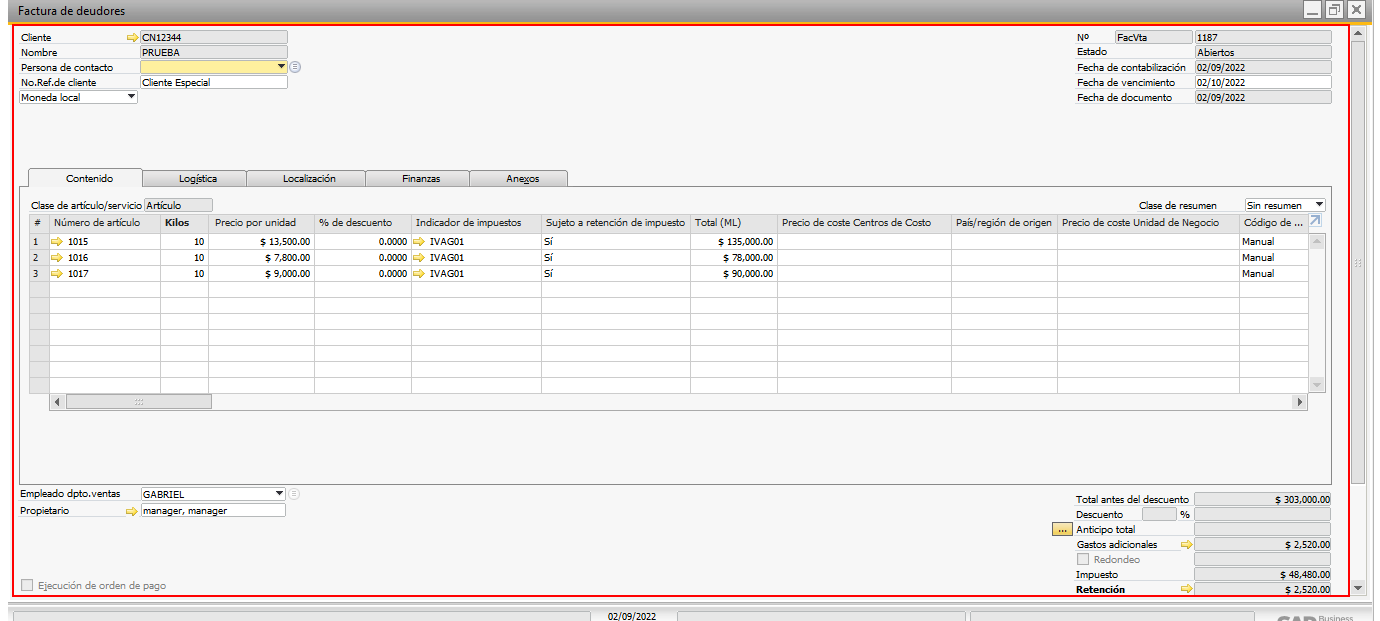 Factura de deudores
Cliente CN12344
Nombre PRUEBA
Persona de contacto
No.Ref.de cliente Cliente Especial
Moneda local
Nº FacVta 1187
Estado Abiertos
Fecha de contabilización 02/09/2022
Fecha de vencimiento 02/10/2022
Fecha de documento 02/09/2022
Contenido Logística Localización Finanzas Anexos
Clase de artículo/servicio Artículo Clase de resumen Sin resumen
# Número de artículo Kilos Precio por unidad % de descuento Indicador de impuestos Sujeto a retención de impuesto Total (ML) Precio de coste Centros de Costo País/región de origen Precio de coste Unidad de Negocio Código de ...
1 1015 10 $ 13,500.00 0.0000 IVAG01 Sí $ 135,000.00 Manual
2 1016 10 $ 7,800.00 0.0000 IVAG01 Sí $ 78,000.00 Manual
3 1017 10 $ 9,000.00 0.0000 IVAG01 Sí $ 90,000.00 Manual
Empleado dpto.ventas GABRIEL
Propietario manager, manager
Total antes del descuento $ 303,000.00
Descuento %
... Anticipo total
Gastos adicionales $ 2,520.00
Redondeo
Impuesto $ 48,480.00
Retención $ 2,520.00
Ejecución de orden de pago
02/09/2022
SAP Business